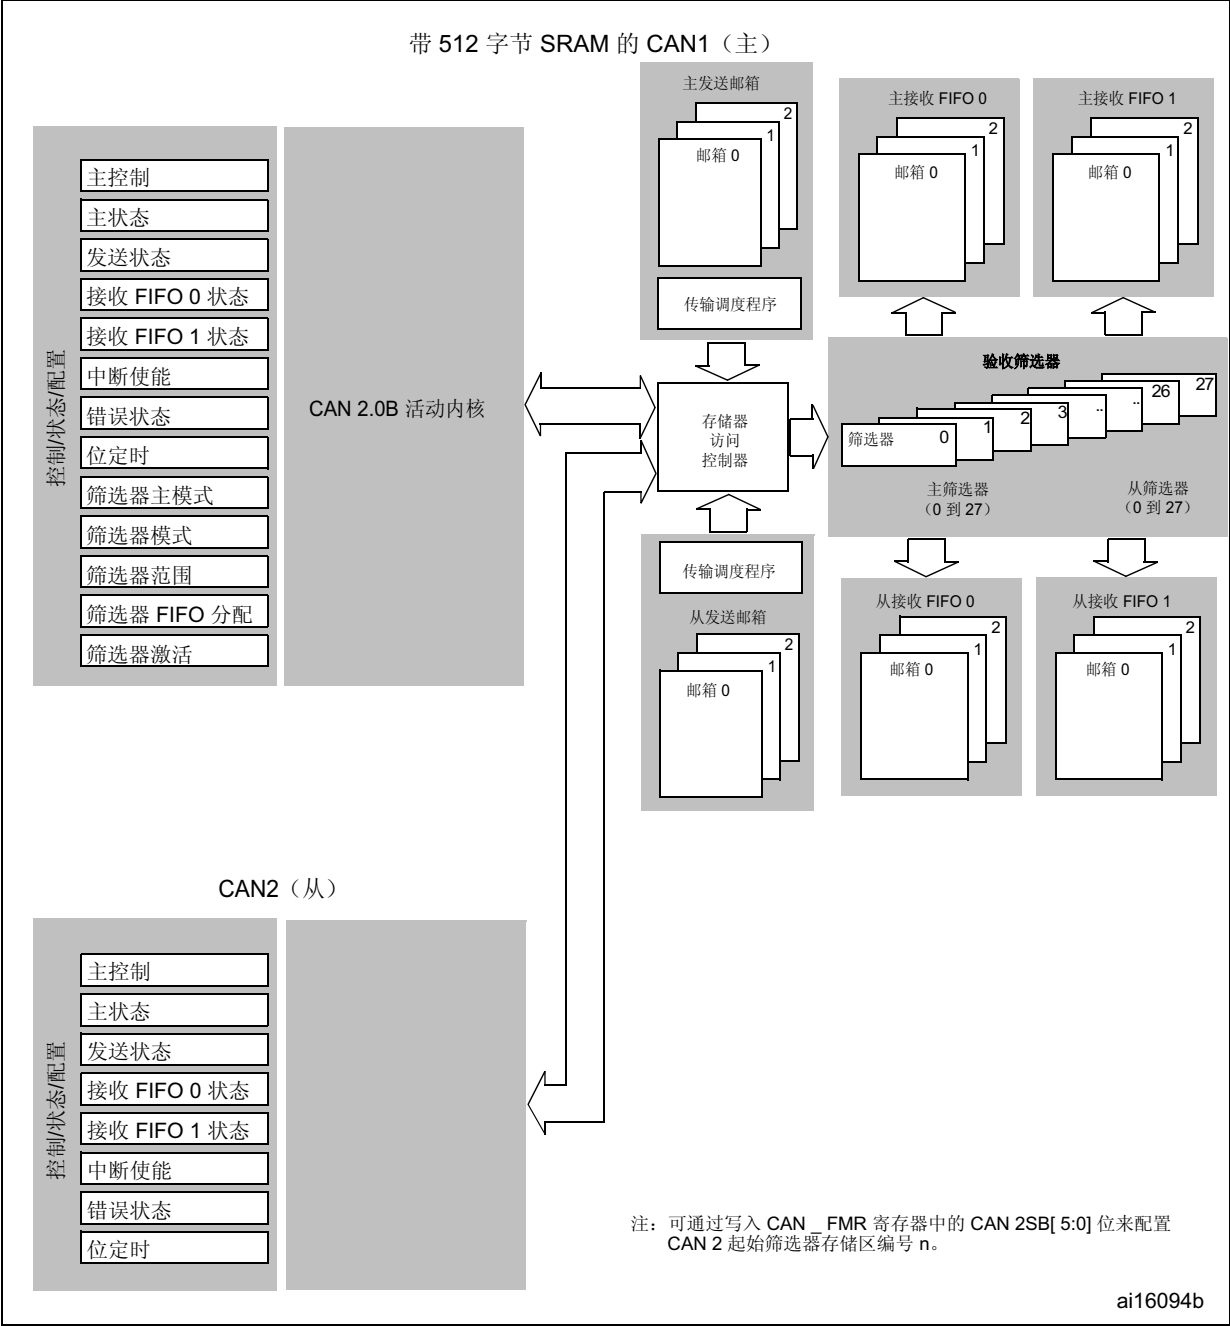 带 512 字节 SRAM 的 CAN1（主）
控制/状态/配置
主控制
主状态
发送状态
接收 FIFO 0 状态
接收 FIFO 1 状态
中断使能
错误状态
位定时
筛选器主模式
筛选器模式
筛选器范围
筛选器 FIFO 分配
筛选器激活
CAN 2.0B 活动内核
主发送邮箱
2
1
邮箱 0
传输调度程序
主接收 FIFO 0
2
1
邮箱 0
主接收 FIFO 1
2
1
邮箱 0
存储器
访问
控制器
验收筛选器
筛选器 0 1 2 3 .. .. 26 27
主筛选器
（0 到 27）
从筛选器
（0 到 27）
传输调度程序
从发送邮箱
2
1
邮箱 0
从接收 FIFO 0
2
1
邮箱 0
从接收 FIFO 1
2
1
邮箱 0
CAN2（从）
控制/状态/配置
主控制
主状态
发送状态
接收 FIFO 0 状态
接收 FIFO 1 状态
中断使能
错误状态
位定时
注：可通过写入 CAN _ FMR 寄存器中的 CAN 2SB[ 5:0] 位来配置
CAN 2 起始筛选器存储区编号 n。
ai16094b